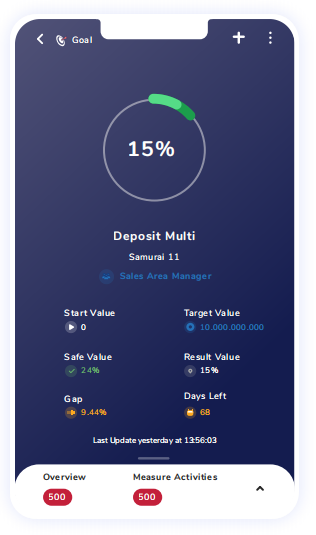 Goal
15%
Deposit Multi
Samurai 11
Sales Area Manager
Start Value
0
Target Value
10.000.000.000
Safe Value
24%
Result Value
15%
Gap
9.44%
Days Left
68
Last Update yesterday at 13:56:03
Overview
500
Measure Activities
500